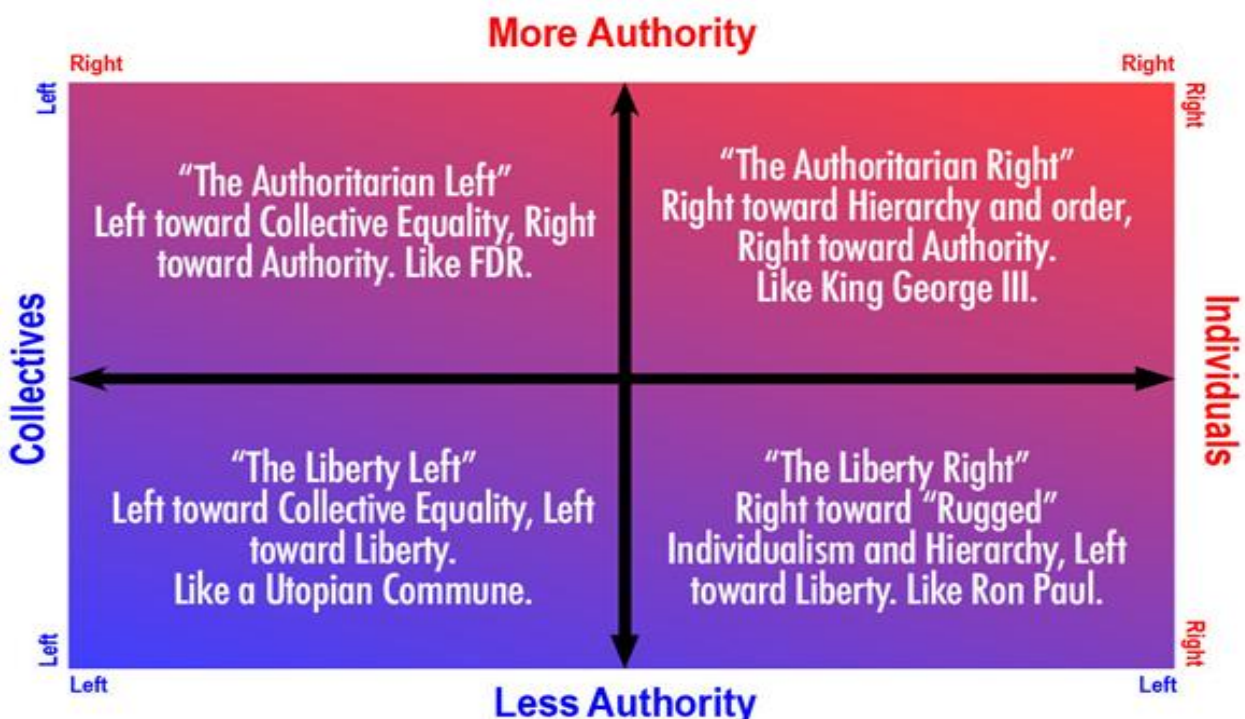 More Authority
Right
Right
Left
Right
“The Authoritarian Left”
Left toward Collective Equality, Right
toward Authority. Like FDR.
“The Authoritarian Right”
Right toward Hierarchy and order,
Right toward Authority.
Like King George III.
Collectives
Individuals
“The Liberty Left”
Left toward Collective Equality, Left
toward Liberty.
Like a Utopian Commune.
“The Liberty Right”
Right toward “Rugged”
Individualism and Hierarchy, Left
toward Liberty. Like Ron Paul.
Left
Right
Left
Left
Less Authority